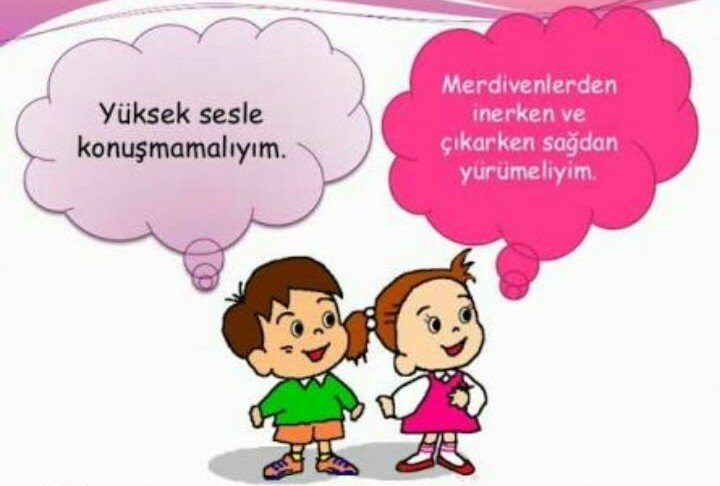 Yüksek sesle
konuşmamalıyım.
Merdivenlerden
inerken ve
çıkarken sağdan
yürümeliyim.